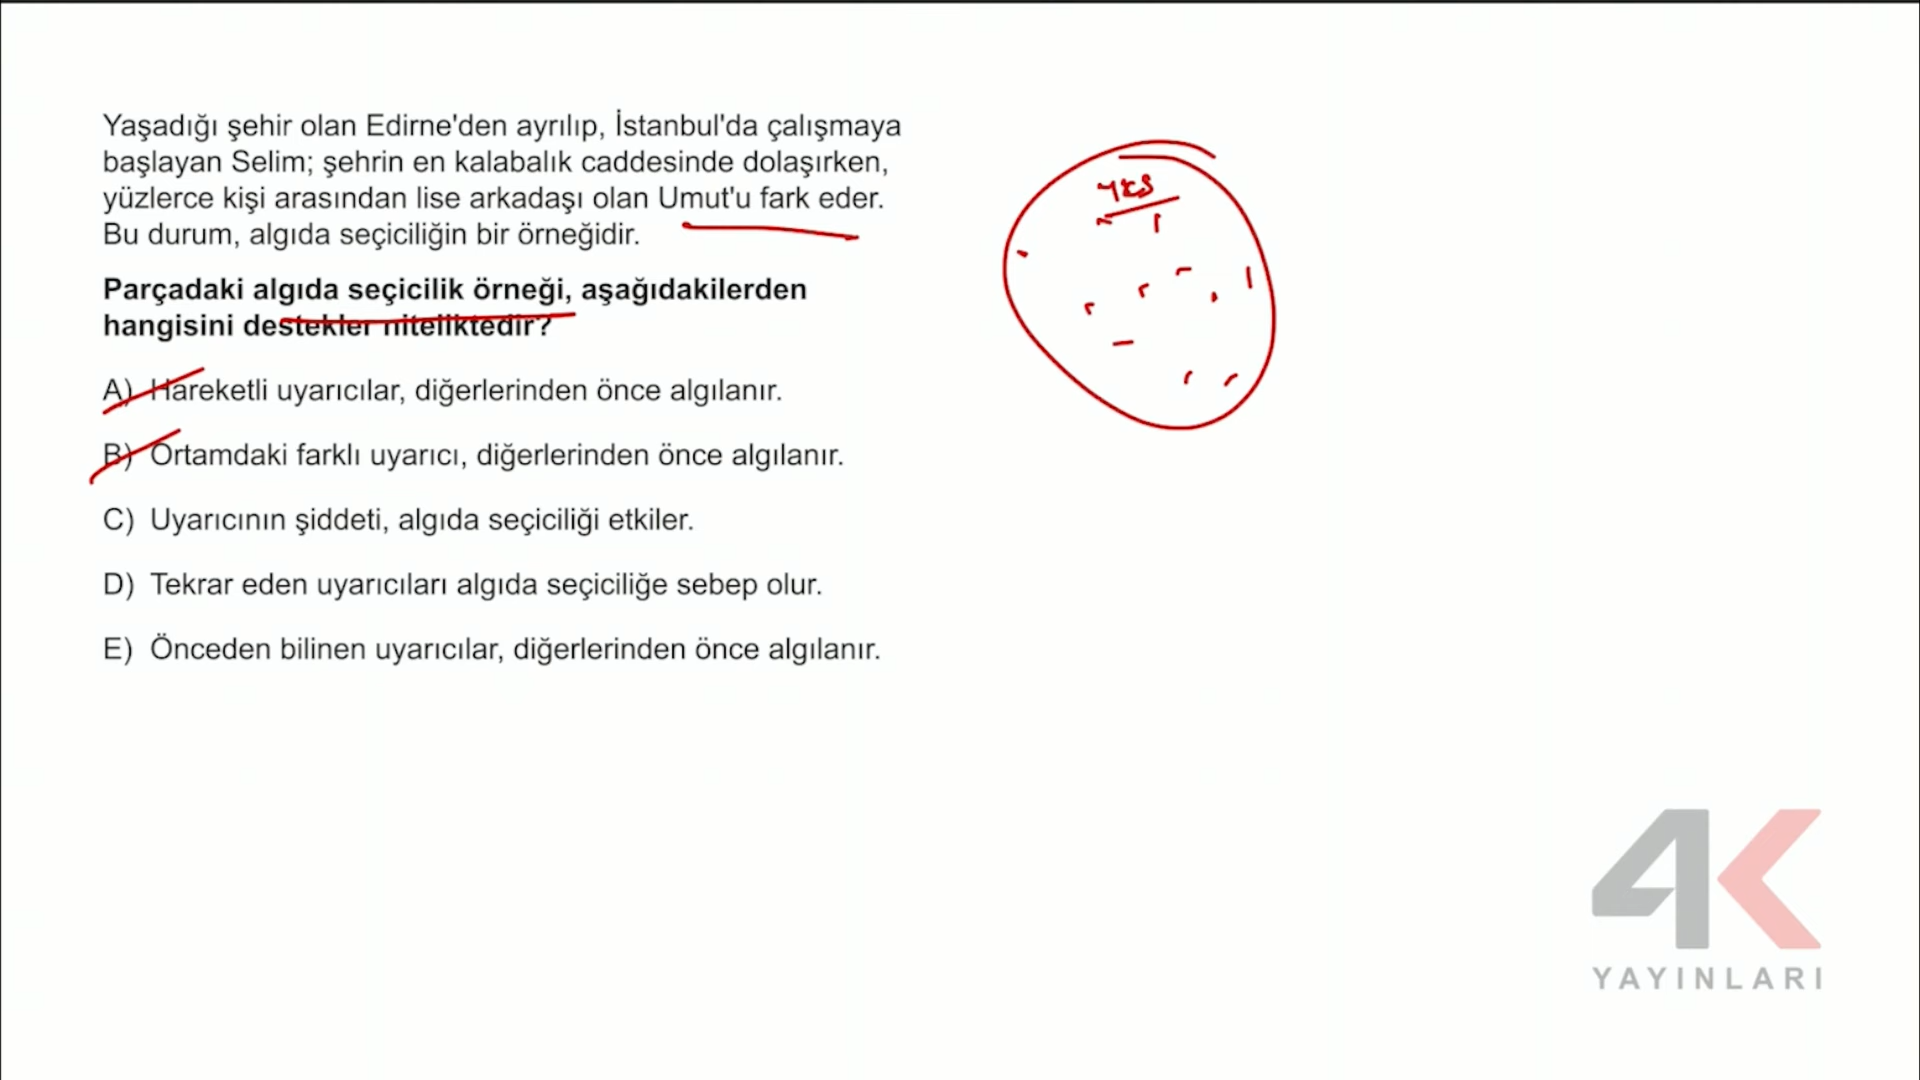 Yaşadığı şehir olan Edirne'den ayrılıp, İstanbul'da çalışmaya
başlayan Selim; şehrin en kalabalık caddesinde dolaşırken,
yüzlerce kişi arasından lise arkadaşı olan Umut'u fark eder.
Bu durum, algıda seçiciliğin bir örneğidir.
Parçadaki algıda seçicilik örneği, aşağıdakilerden
hangisini destekler niteliktedir?
A) Hareketli uyarıcılar, diğerlerinden önce algılanır.
B) Ortamdaki farklı uyarıcı, diğerlerinden önce algılanır.
C) Uyarıcının şiddeti, algıda seçiciliği etkiler.
D) Tekrar eden uyarıcıları algıda seçiciliğe sebep olur.
E) Önceden bilinen uyarıcılar, diğerlerinden önce algılanır.
YKS
4K
YAYINLARI